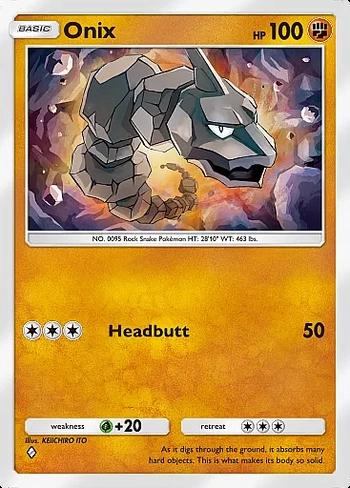 BASIC Onix HP 100
NO. 0095 Rock Snake Pokémon HT: 28'10" WT: 463 lbs.
Headbutt 50
weakness +20 retreat
Illus. KEIICHIRO ITO
As it digs through the ground, it absorbs many
hard objects. This is what makes its body so solid.